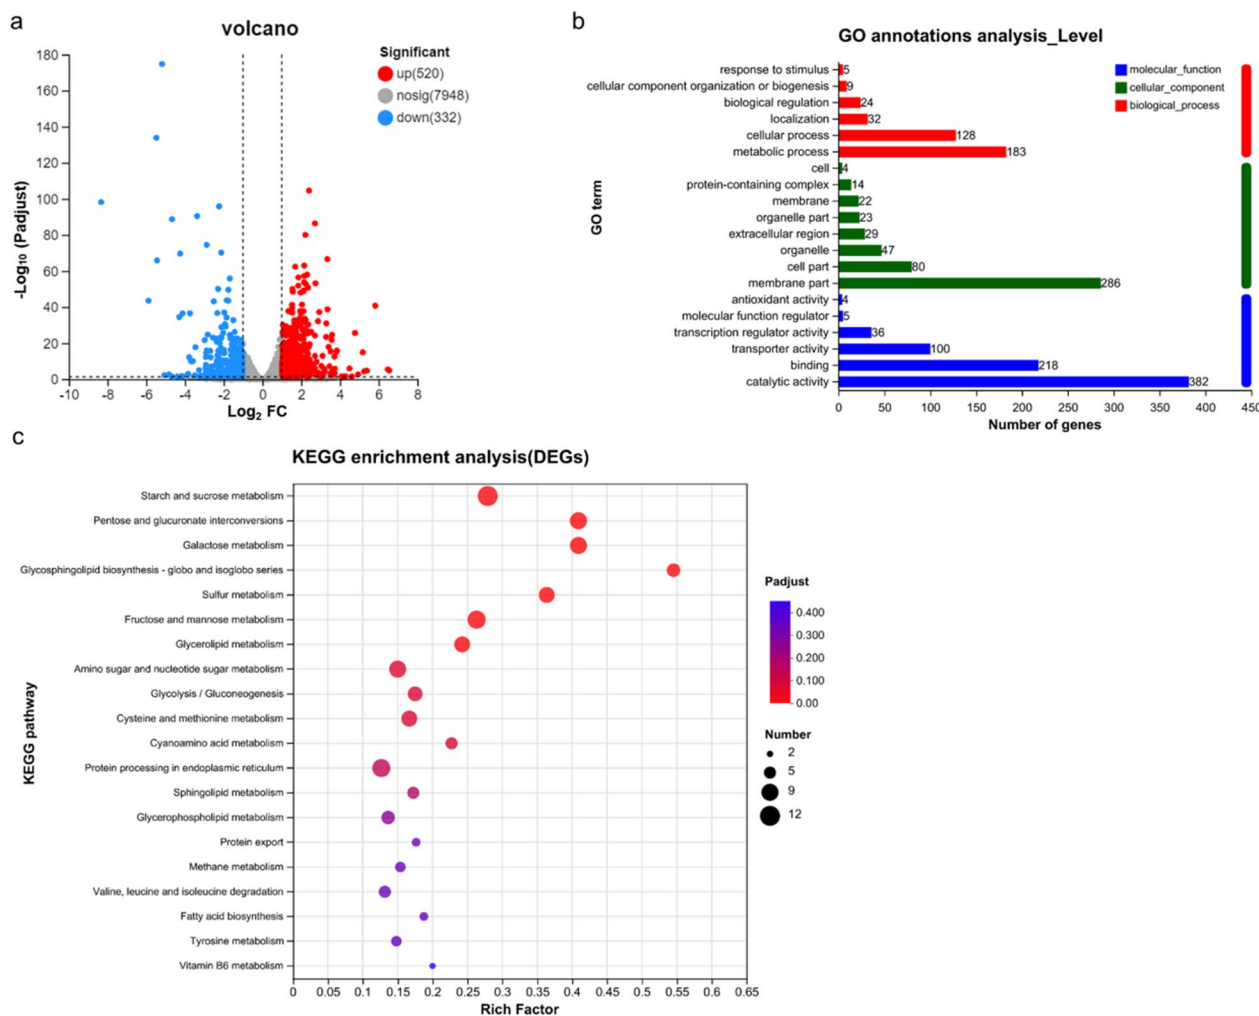 a
volcano
Significant
up(520)
nosig(7948)
down(332)
-Log10 (Padjust)
180
160
140
120
100
80
60
40
20
0
-10 -8 -6 -4 -2 0 2 4 6 8
Log2 FC
b
GO annotations analysis_Level
molecular_function
cellular_component
biological_process
GO term
response to stimulus 5
cellular component organization or biogenesis 9
biological regulation 24
localization 32
cellular process 128
metabolic process 183
cell 4
protein-containing complex 14
membrane 22
organelle part 23
extracellular region 29
organelle 47
cell part 80
membrane part 286
antioxidant activity 4
molecular function regulator 5
transcription regulator activity 36
transporter activity 100
binding 218
catalytic activity 382
0 50 100 150 200 250 300 350 400 450
Number of genes
c
KEGG enrichment analysis(DEGs)
KEGG pathway
Starch and sucrose metabolism
Pentose and glucuronate interconversions
Galactose metabolism
Glycosphingolipid biosynthesis - globo and isoglobo series
Sulfur metabolism
Fructose and mannose metabolism
Glycerolipid metabolism
Amino sugar and nucleotide sugar metabolism
Glycolysis / Gluconeogenesis
Cysteine and methionine metabolism
Cyanoamino acid metabolism
Protein processing in endoplasmic reticulum
Sphingolipid metabolism
Glycerophospholipid metabolism
Protein export
Methane metabolism
Valine, leucine and isoleucine degradation
Fatty acid biosynthesis
Tyrosine metabolism
Vitamin B6 metabolism
0 0.05 0.1 0.15 0.2 0.25 0.3 0.35 0.4 0.45 0.5 0.55 0.6 0.65
Rich Factor
Padjust
0.400
0.300
0.200
0.100
0.00
Number
2
5
9
12